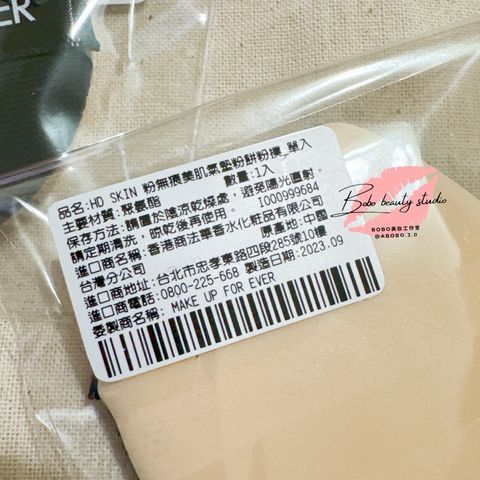 ER
品名:HD SKIN 粉無痕美肌氣墊粉餅粉撲 單入
數量:1入
主要材質:聚氨酯
保存方法:請置於陰涼乾燥處,避免陽光直射.
請定期清洗,晾乾後再使用。 I000999684
進口商名稱:香港商法華香水化粧品有限公司
台灣分公司 原產地:中國
進口商地址:台北市忠孝東路四段285號10樓
進口商電話:0800-225-668 製造日期:2023.09
委製商名稱: MAKE UP FOR EVER
Bobo beauty studio
BOBO美妝工作室
@ABOBO.3.0